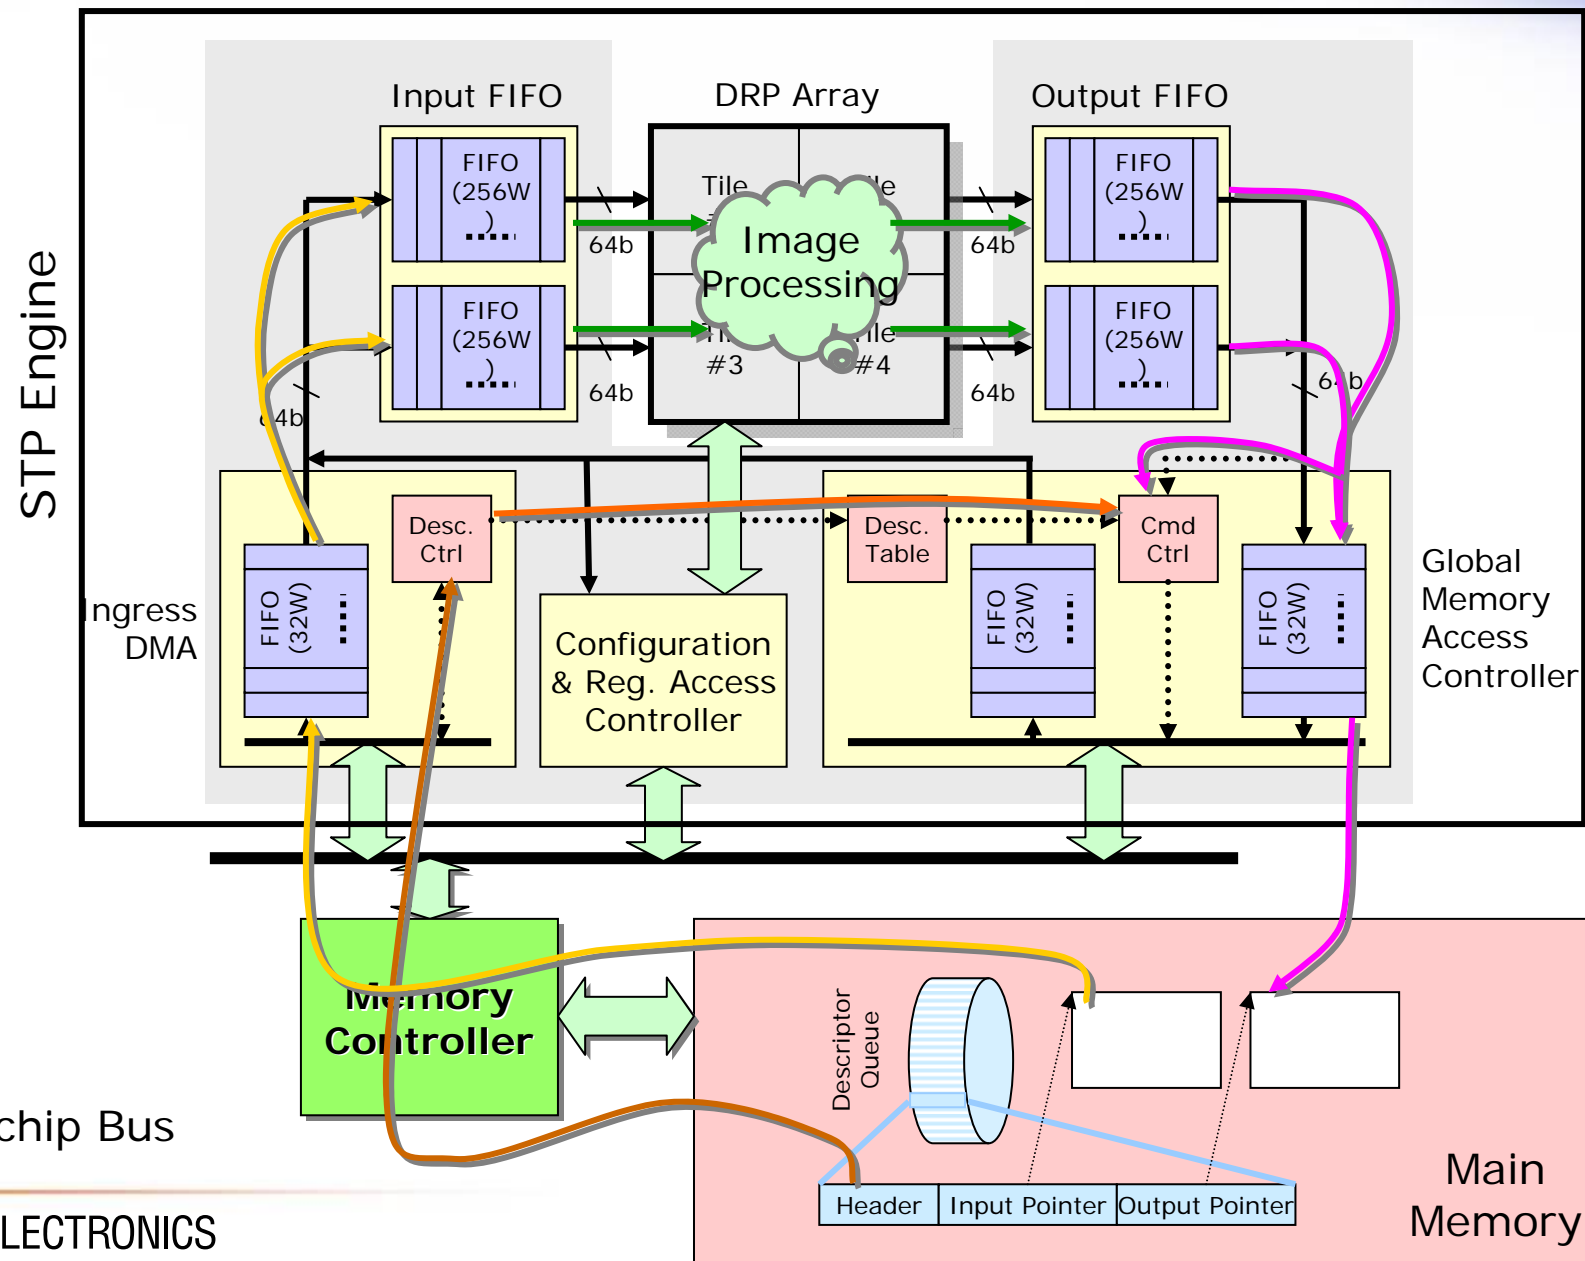 Input FIFO
DRP Array
Output FIFO
FIFO
(256W
)
FIFO
(256W
)
Tile
FIFO
(256W
)
FIFO
(256W
)
#3
#4
Image
Processing
64b
64b
64b
64b
64b
64b
STP Engine
Desc.
Ctrl
Desc.
Table
Cmd
Ctrl
FIFO
(32W)
FIFO
(32W)
FIFO
(32W)
Ingress
DMA
Configuration
& Reg. Access
Controller
Global
Memory
Access
Controller
Memory
Controller
Descriptor
Queue
Header
Input Pointer
Output Pointer
Main
Memory
chip Bus
LECTRONICS